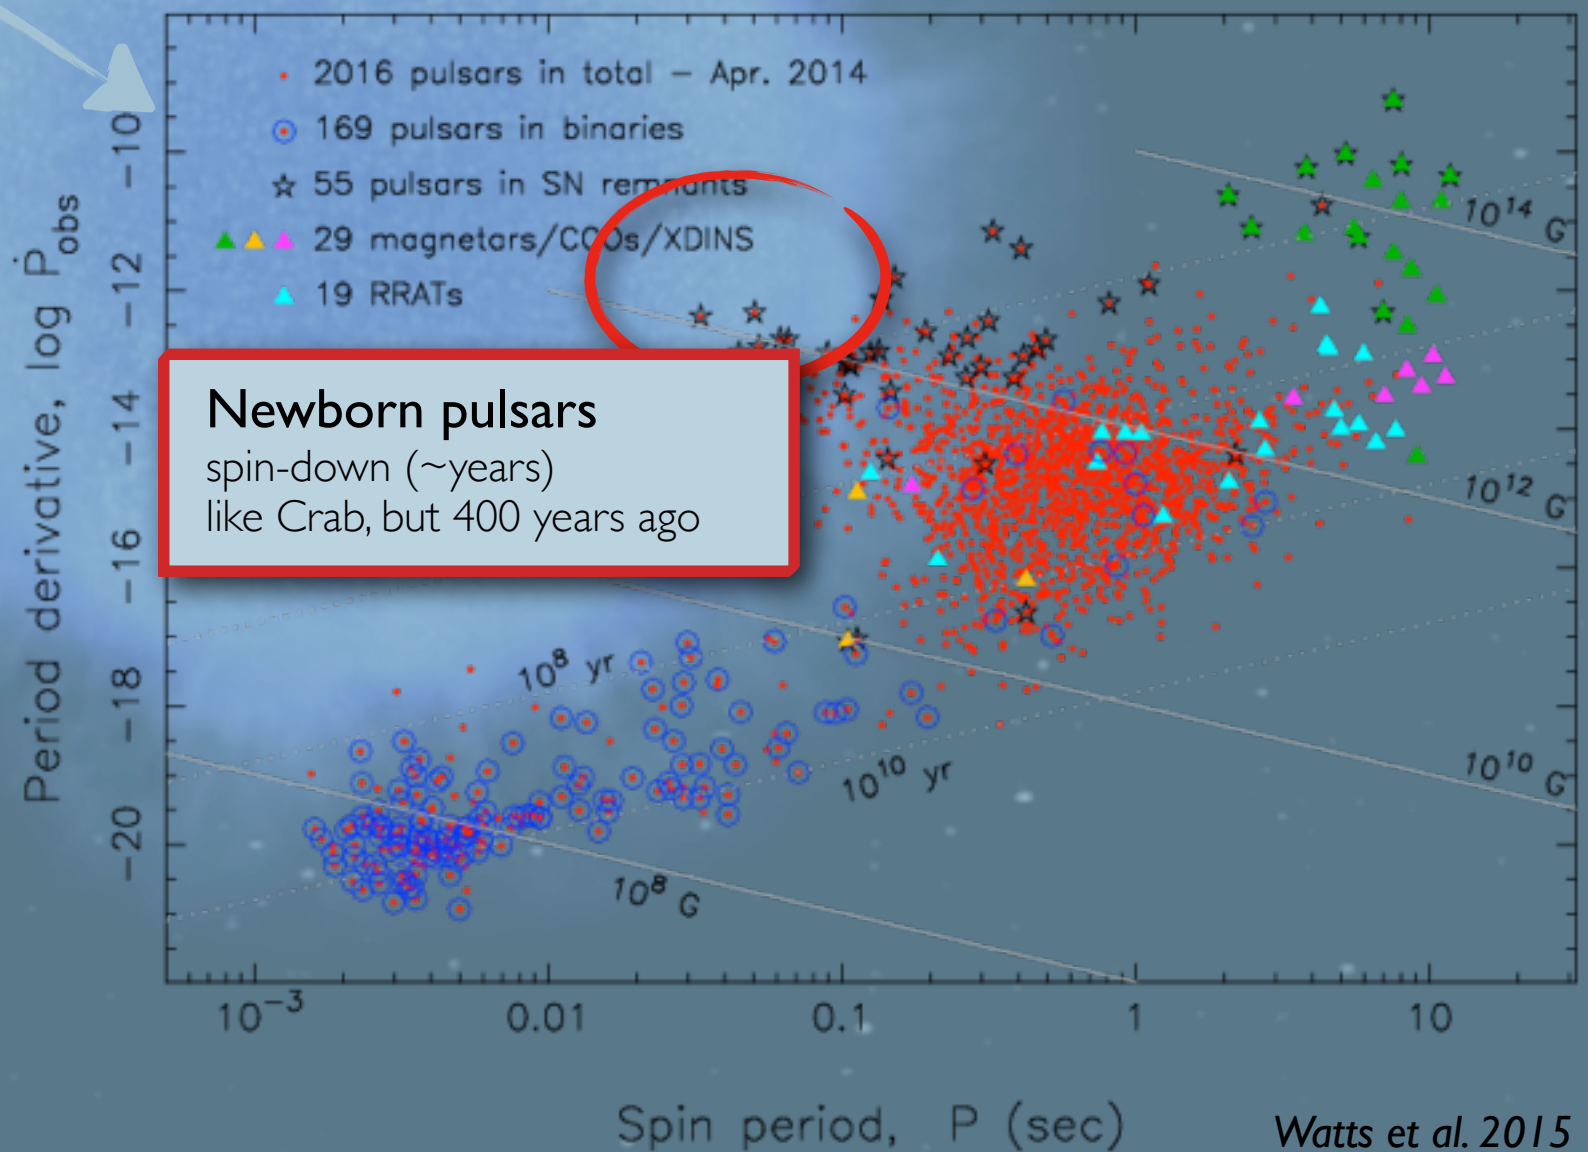 2016 pulsars in total – Apr. 2014
169 pulsars in binaries
55 pulsars in SN remnants
29 magnetars/CCOs/XDINS
19 RRATs
Newborn pulsars
spin-down (~years)
like Crab, but 400 years ago
Period derivative, log Ṗobs
−10
−12
−14
−16
−18
−20
10¹⁴ G
10¹² G
10¹⁰ G
10⁸ G
10⁸ yr
10¹⁰ yr
10⁻³ 0.01 0.1 1 10
Spin period, P (sec)
Watts et al. 2015